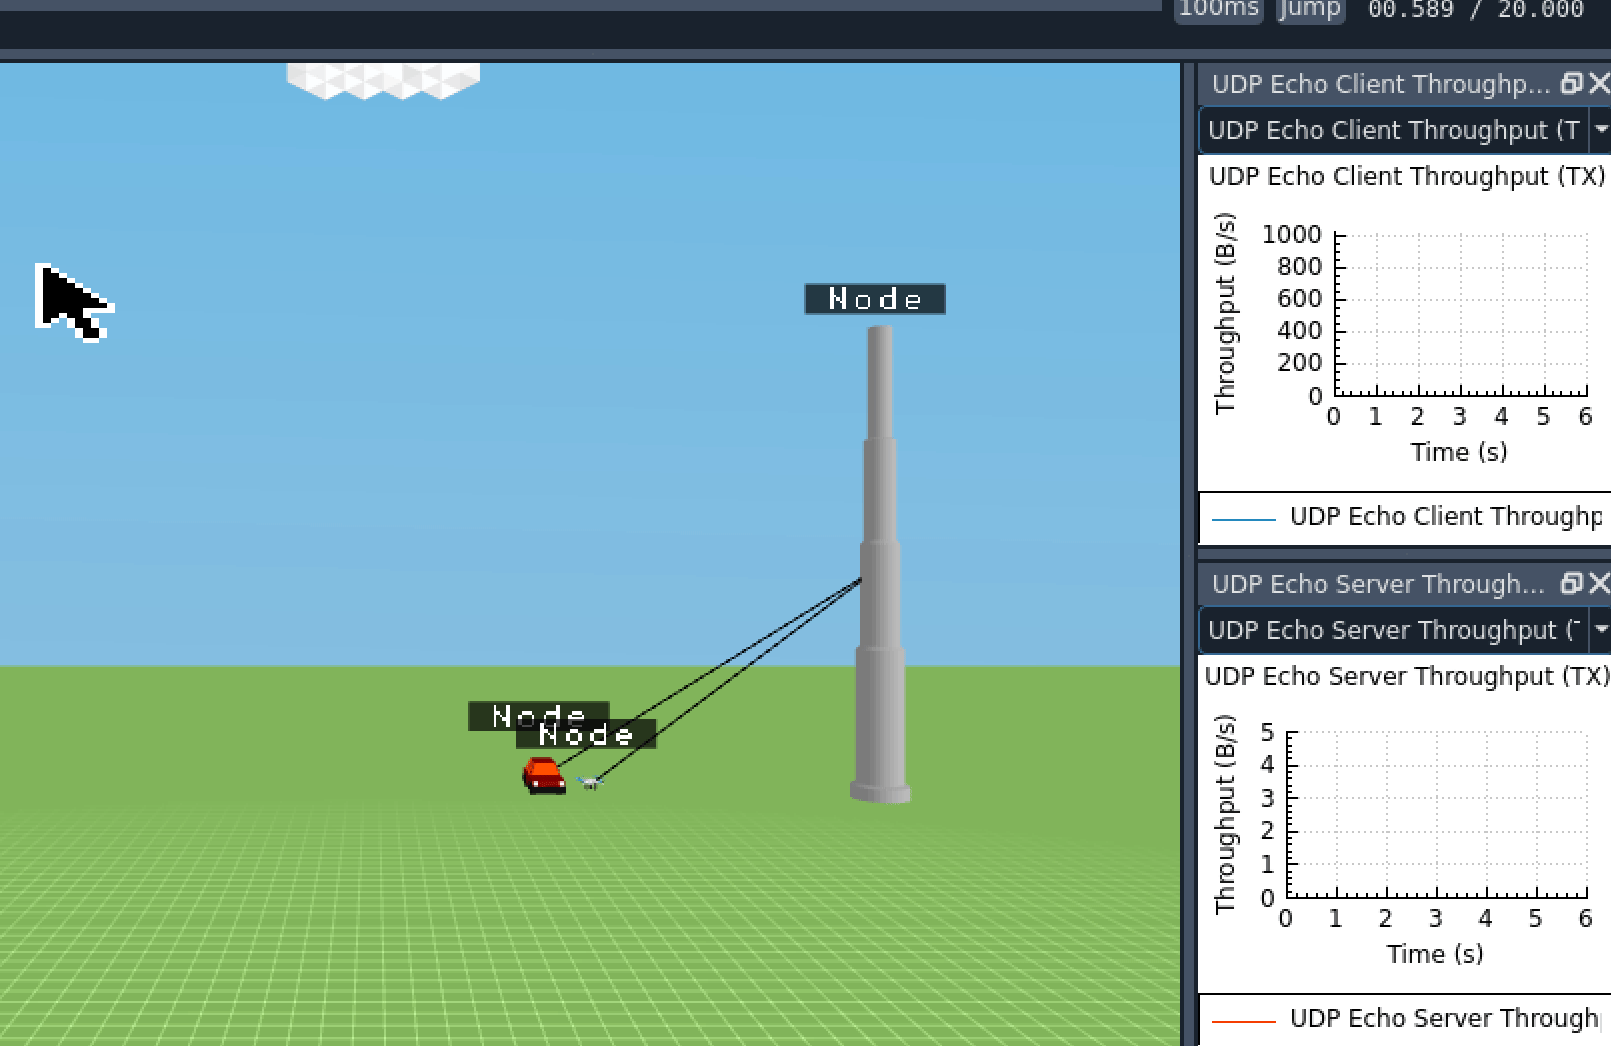 100ms Jump 00.589 / 20.000
UDP Echo Client Throughp...
UDP Echo Client Throughput (T
UDP Echo Client Throughput (TX)
Throughput (B/s)
1000
800
600
400
200
0
0 1 2 3 4 5 6
Time (s)
UDP Echo Client Throughp
UDP Echo Server Through...
UDP Echo Server Throughput (
UDP Echo Server Throughput (TX)
Throughput (B/s)
5
4
3
2
1
0
0 1 2 3 4 5 6
Time (s)
UDP Echo Server Through
Node
Node
Node